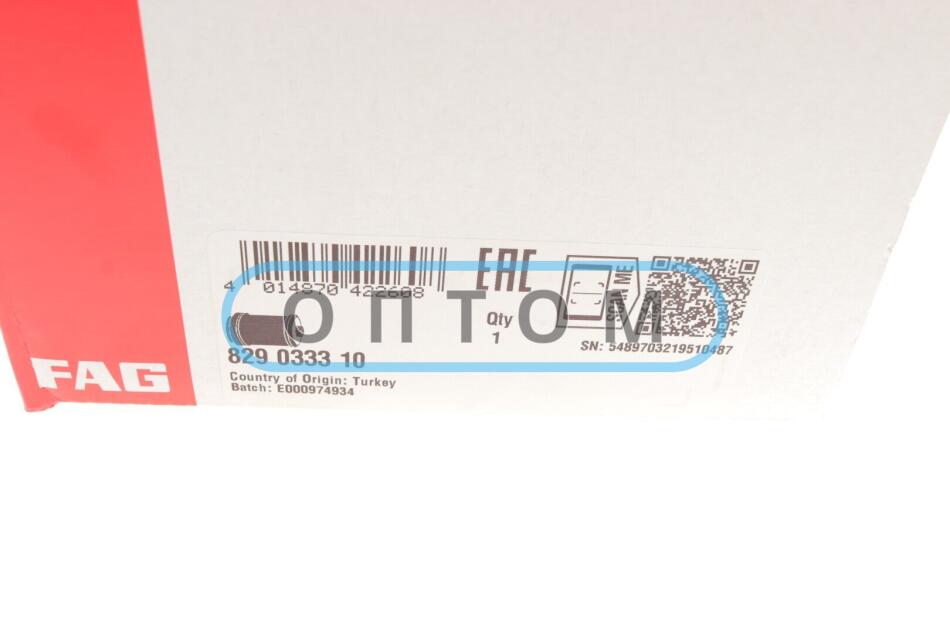 EAC
4 014870 422608
SCAN ME
ОПТОМ
Qty
1
SN: 5489703219510487
829 0333 10
Country of Origin: Turkey
Batch: E000974934
FAG